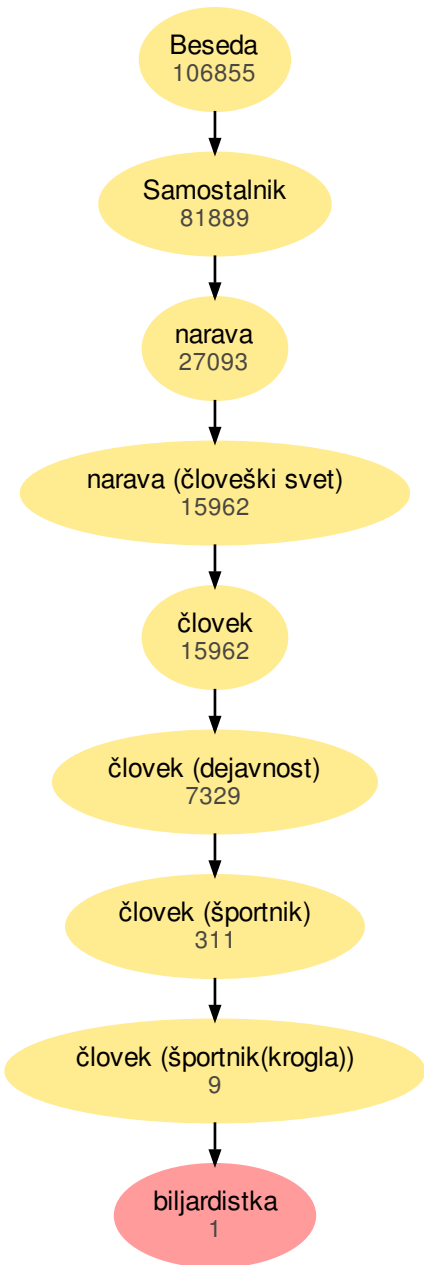 Beseda
106855
Samostalnik
81889
narava
27093
narava (človeški svet)
15962
človek
15962
človek (dejavnost)
7329
človek (športnik)
311
človek (športnik(krogla))
9
biljardistka
1